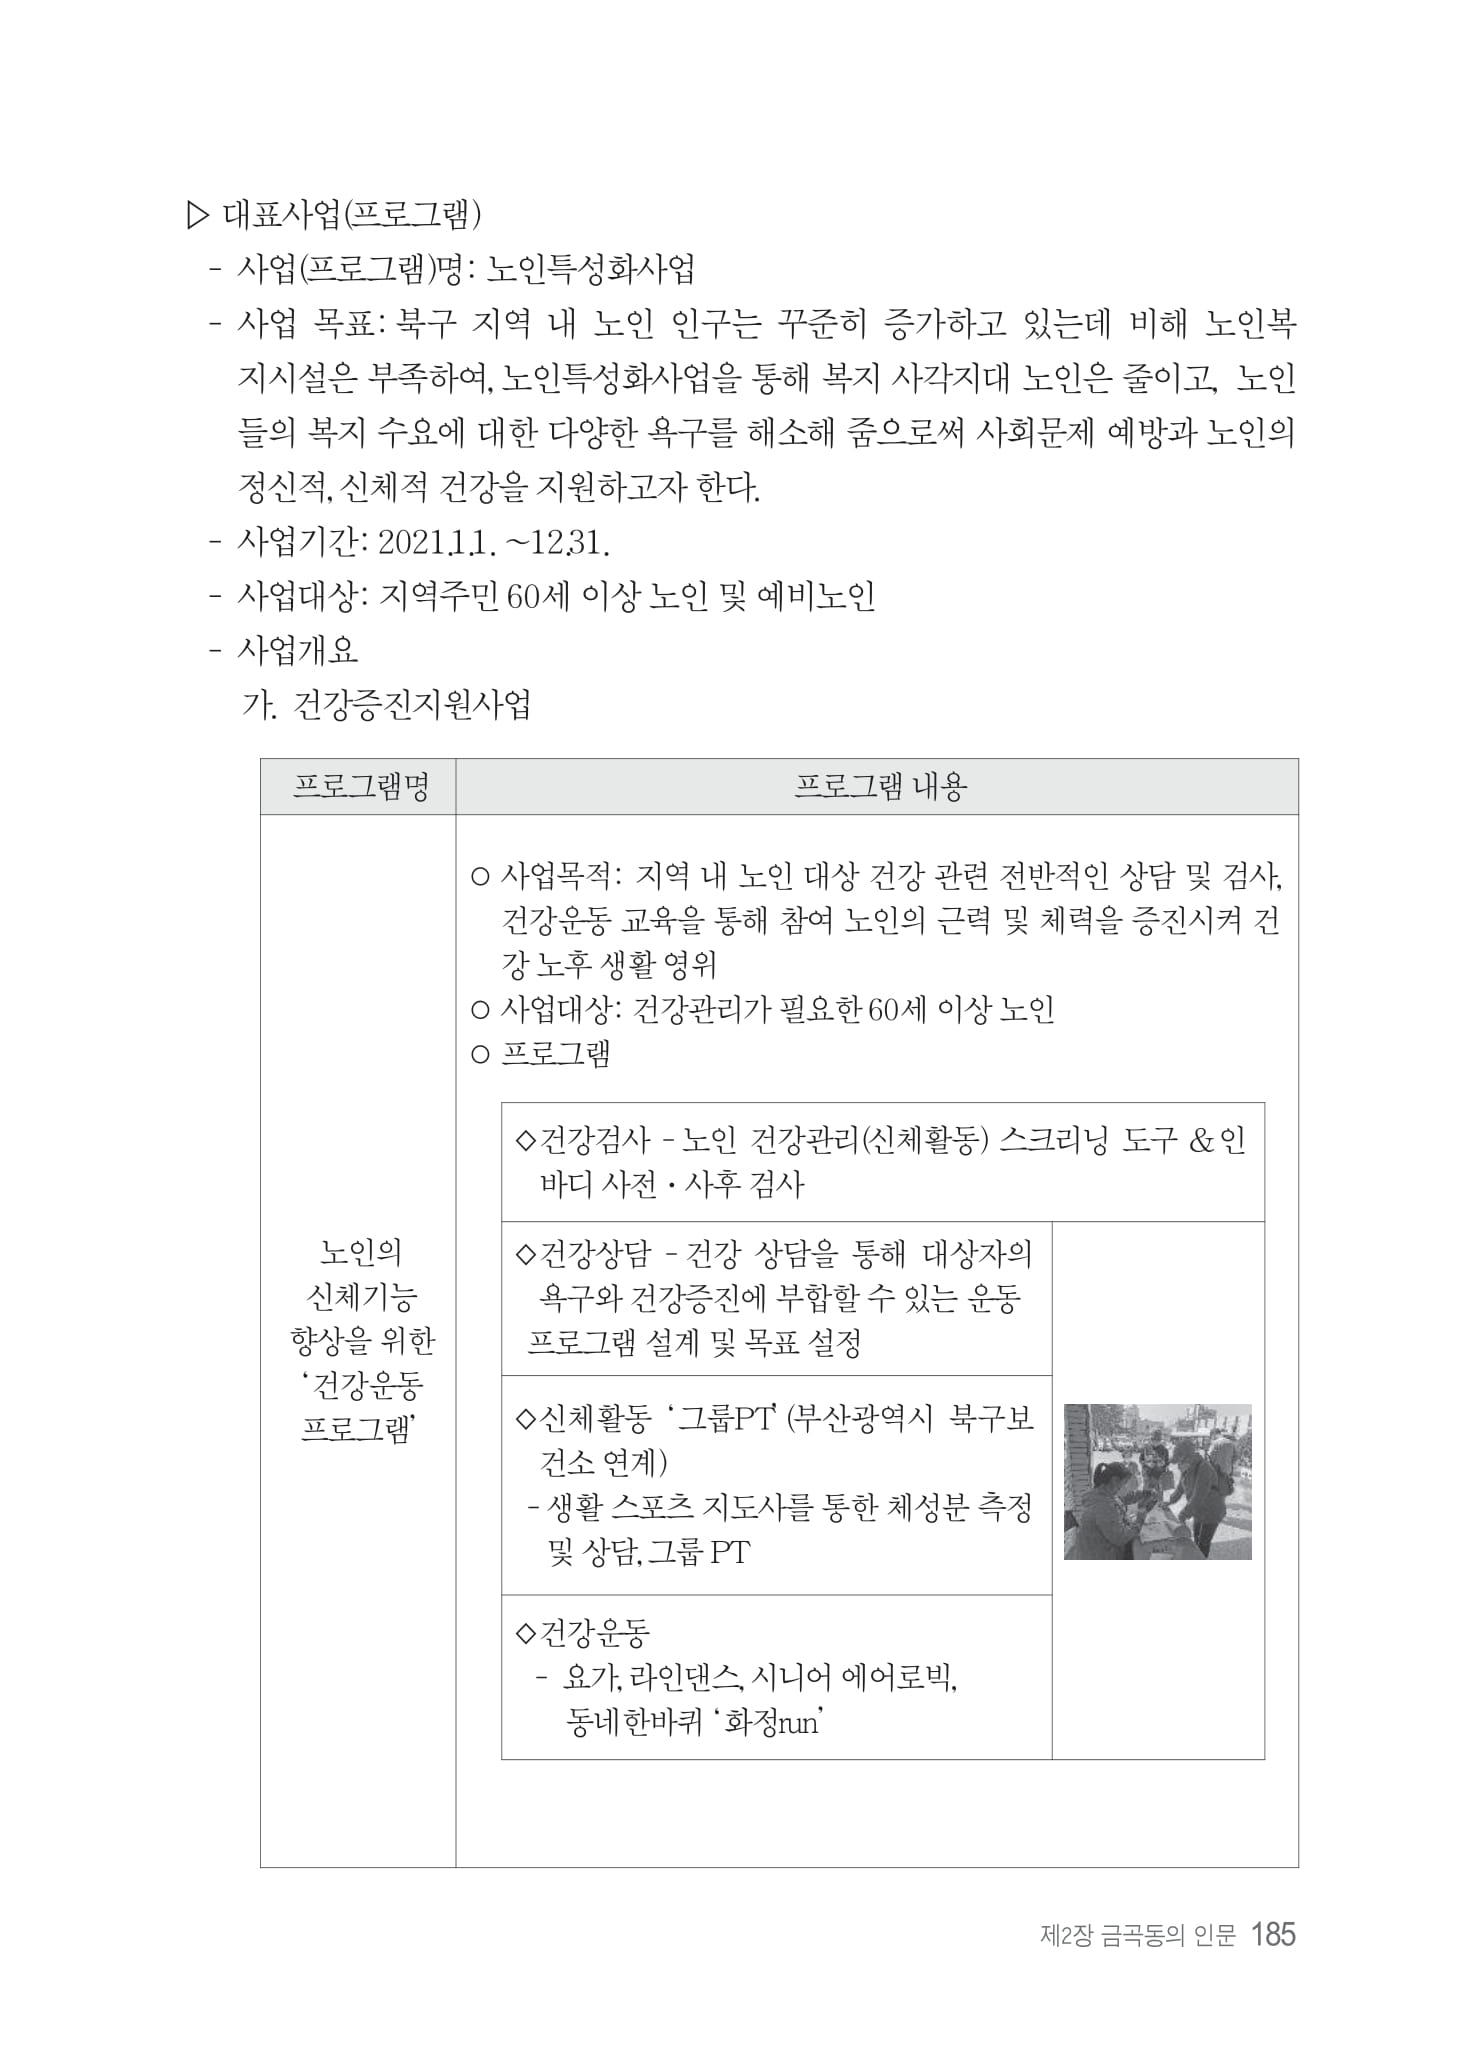 ▷ 대표사업(프로그램)
- 사업(프로그램)명: 노인특성화사업
- 사업 목표: 북구 지역 내 노인 인구는 꾸준히 증가하고 있는데 비해 노인복
지시설은 부족하여, 노인특성화사업을 통해 복지 사각지대 노인은 줄이고, 노인
들의 복지 수요에 대한 다양한 욕구를 해소해 줌으로써 사회문제 예방과 노인의
정신적, 신체적 건강을 지원하고자 한다.
- 사업기간: 2021.1.1. ~12.31.
- 사업대상: 지역주민 60세 이상 노인 및 예비노인
- 사업개요
가. 건강증진지원사업
프로그램명
프로그램 내용
노인의
신체기능
향상을 위한
‘건강운동
프로그램’
○ 사업목적: 지역 내 노인 대상 건강 관련 전반적인 상담 및 검사,
건강운동 교육을 통해 참여 노인의 근력 및 체력을 증진시켜 건
강 노후 생활 영위
○ 사업대상: 건강관리가 필요한 60세 이상 노인
○ 프로그램
◇건강검사 - 노인 건강관리(신체활동) 스크리닝 도구 & 인
바디 사전・사후 검사
◇건강상담 - 건강 상담을 통해 대상자의
욕구와 건강증진에 부합할 수 있는 운동
프로그램 설계 및 목표 설정
◇신체활동 ‘그룹PT’ (부산광역시 북구보
건소 연계)
- 생활 스포츠 지도사를 통한 체성분 측정
및 상담, 그룹 PT
◇건강운동
- 요가, 라인댄스, 시니어 에어로빅,
동네한바퀴 ‘화정run’
제2장 금곡동의 인문 185